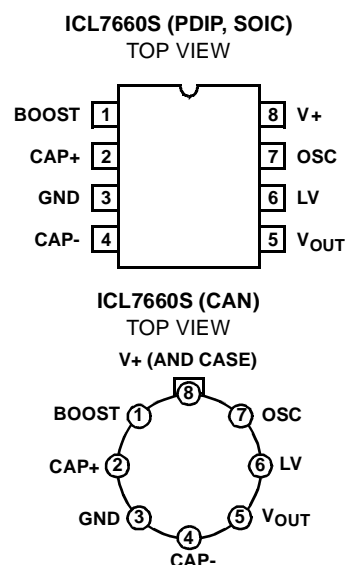 ICL7660S (PDIP, SOIC)
TOP VIEW
BOOST 1 8 V+
CAP+ 2 7 OSC
GND 3 6 LV
CAP- 4 5 VOUT
ICL7660S (CAN)
TOP VIEW
V+ (AND CASE)
8
BOOST 1 7 OSC
CAP+ 2 6 LV
GND 3 5 VOUT
4
CAP-